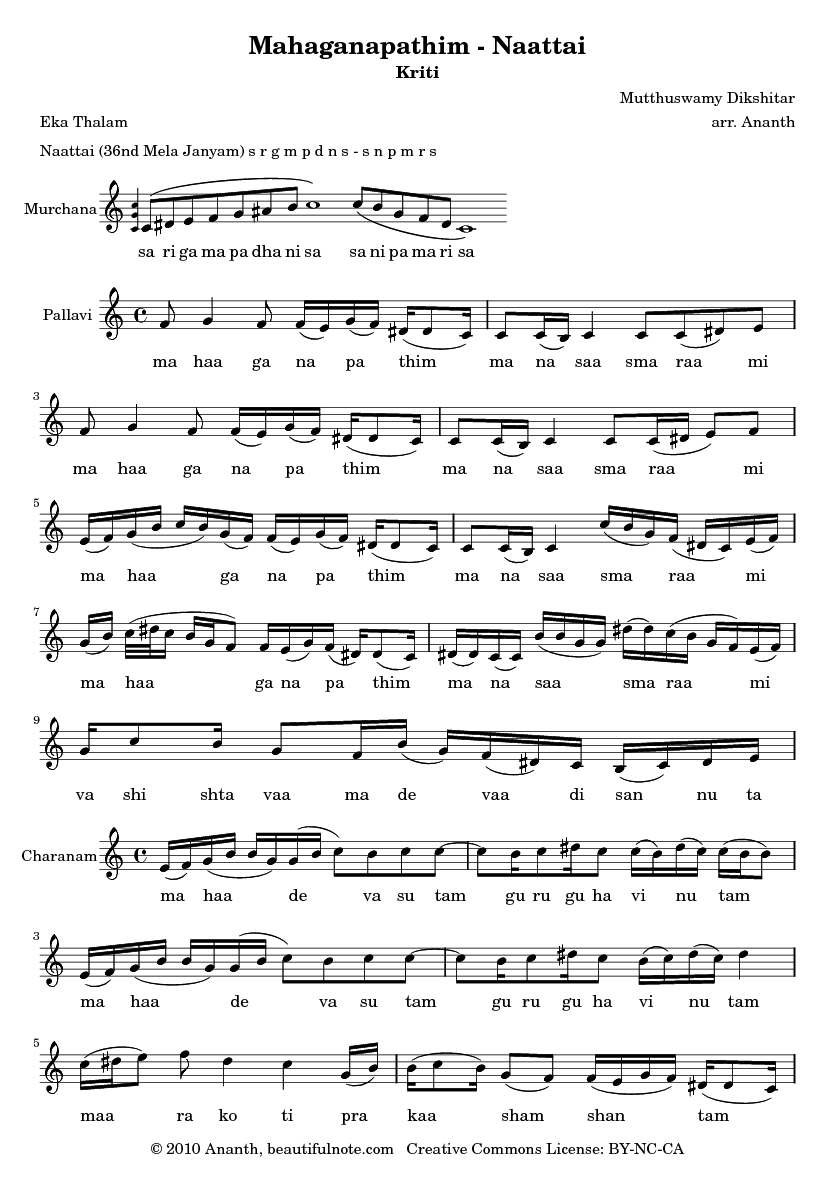 Mahaganapathim - Naattai
Kriti
Mutthuswamy Dikshitar
Eka Thalam
arr. Ananth
Naattai (36nd Mela Janyam) s r g m p d n s - s n p m r s
Murchana
sa ri ga ma pa dha ni sa sa ni pa ma ri sa
Pallavi
ma haa ga na pa thim ma na saa sma raa mi
3
ma haa ga na pa thim ma na saa sma raa mi
5
ma haa ga na pa thim ma na saa sma raa mi
7
ma haa ga na pa thim ma na saa sma raa mi
9
va shi shta vaa ma de vaa di san nu ta
Charanam
ma haa de va su tam gu ru gu ha vi nu tam
3
ma haa de va su tam gu ru gu ha vi nu tam
5
maa ra ko ti pra kaa sham shan tam
© 2010 Ananth, beautifulnote.com Creative Commons License: BY-NC-CA